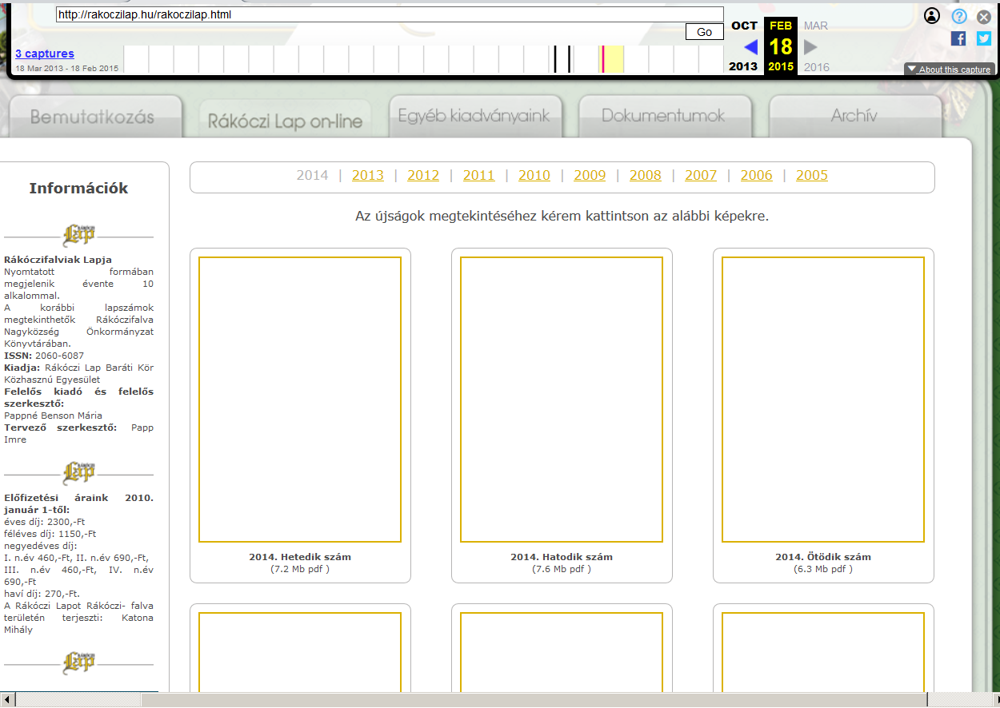 http://rakoczilap.hu/rakoczilap.html
Go
OCT FEB MAR
18
2013 2015 2016
3 captures
18 Mar 2013 - 18 Feb 2015
About this capture
Bemutatkozás
Rákóczi Lap on-line
Egyéb kiadványaink
Dokumentumok
Archív
Információk
Lap
Rákóczifalviak Lapja
Nyomtatott formában
megjelenik évente 10
alkalommal.
A korábbi lapszámok
megtekinthetők Rákóczifalva
Nagyközség Önkormányzat
Könyvtárában.
ISSN: 2060-6087
Kiadja: Rákóczi Lap Baráti Kör
Közhasznú Egyesület
Felelős kiadó és felelős
szerkesztő:
Pappné Benson Mária
Tervező szerkesztő: Papp
Imre
Lap
Előfizetési áraink 2010.
január 1-től:
éves díj: 2300,-Ft
féléves díj: 1150,-Ft
negyedéves díj:
I. n.év 460,-Ft, II. n.év 690,-Ft,
III. n.év 460,-Ft, IV. n.év
690,-Ft
haví díj: 270,-Ft.
A Rákóczi Lapot Rákóczi- falva
területén terjeszti: Katona
Mihály
Lap
2014 | 2013 | 2012 | 2011 | 2010 | 2009 | 2008 | 2007 | 2006 | 2005
Az újságok megtekintéséhez kérem kattintson az alábbi képekre.
2014. Hetedik szám
(7.2 Mb pdf )
2014. Hatodik szám
(7.6 Mb pdf )
2014. Ötödik szám
(6.3 Mb pdf )